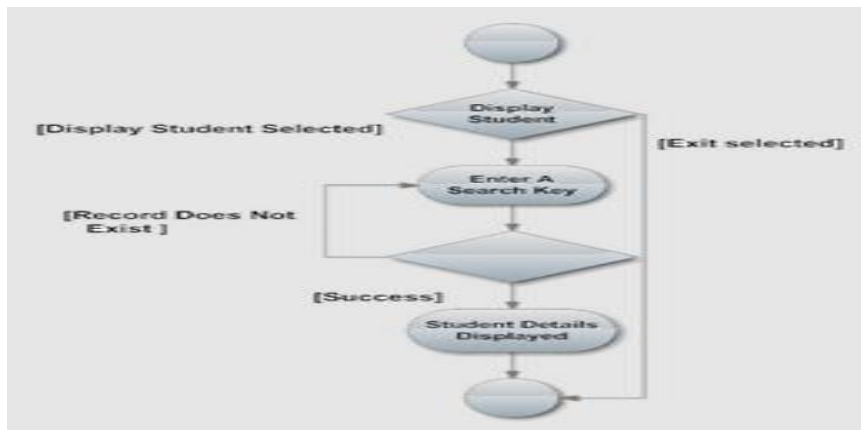 Display
Student
[Display Student Selected]
[Exit selected]
Enter A
Search Key
[Record Does Not
Exist ]
[Success]
Student Details
Displayed